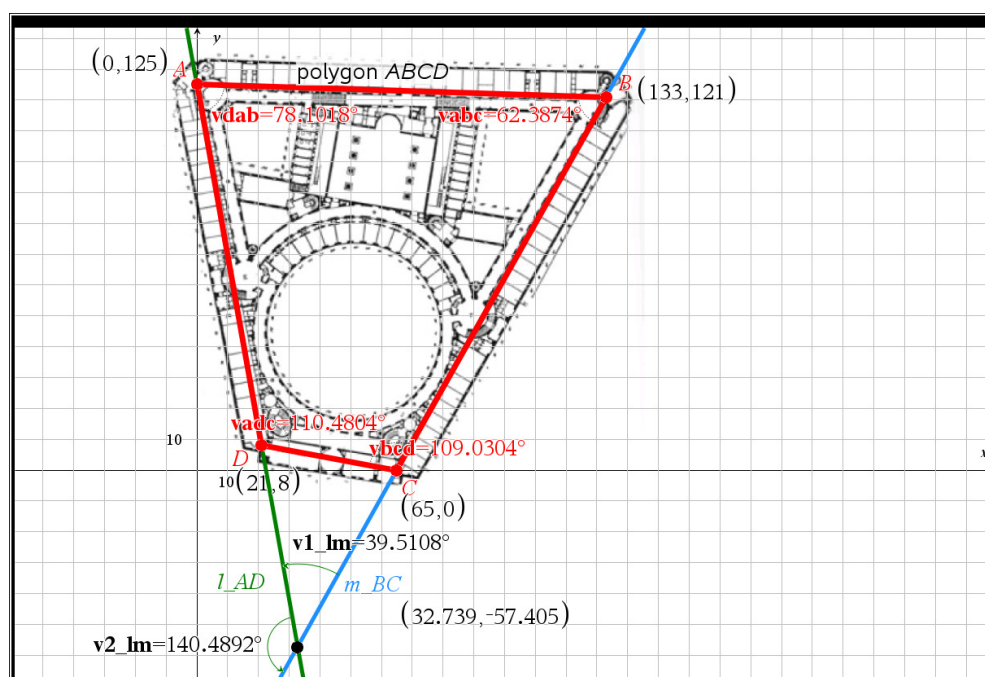 y
(0,125)
A
polygon ABCD
B
(133,121)
vdab=78.1018°
vabc=62.3874°
10
vadc=110.4804°
vbcd=109.0304°
x
D
10
(21,8)
C
(65,0)
v1_lm=39.5108°
l_AD
m_BC
(32.739,-57.405)
v2_lm=140.4892°